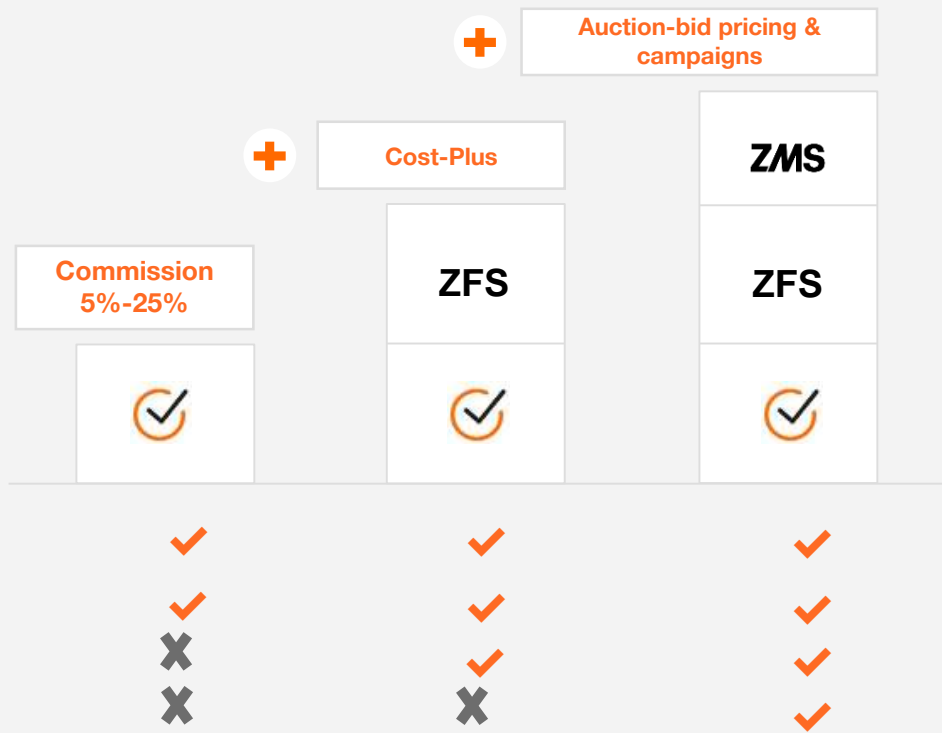 Auction-bid pricing &
campaigns
Cost-Plus
ZMS
Commission
5%-25%
ZFS
ZFS